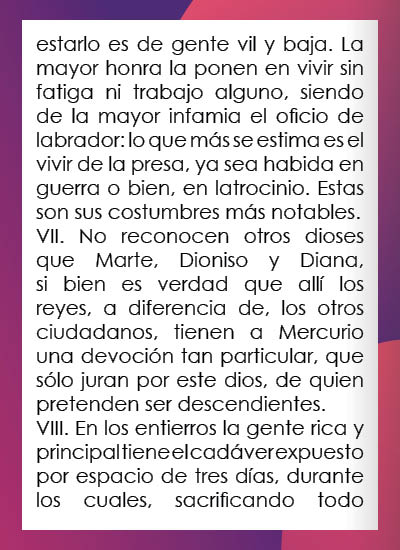 estarlo es de gente vil y baja. La
mayor honra la ponen en vivir sin
fatiga ni trabajo alguno, siendo
de la mayor infamia el oficio de
labrador: lo que más se estima es el
vivir de la presa, ya sea habida en
guerra o bien, en latrocinio. Estas
son sus costumbres más notables.
VII. No reconocen otros dioses
que Marte, Dioniso y Diana,
si bien es verdad que allí los
reyes, a diferencia de, los otros
ciudadanos, tienen a Mercurio
una devoción tan particular, que
sólo juran por este dios, de quien
pretenden ser descendientes.
VIII. En los entierros la gente rica y
principal tiene el cadáver expuesto
por espacio de tres días, durante
los cuales, sacrificando todo